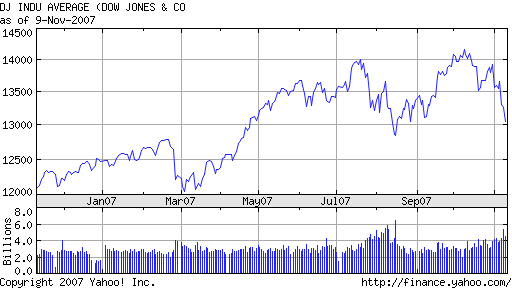 DJ INDU AVERAGE (DOW JONES & CO
as of 9-Nov-2007
14500
14000
13500
13000
12500
12000
Jan07 Mar07 May07 Jul07 Sep07
8.0
6.0
4.0
2.0
0.0
Billions
Copyright 2007 Yahoo! Inc. http://finance.yahoo.com/